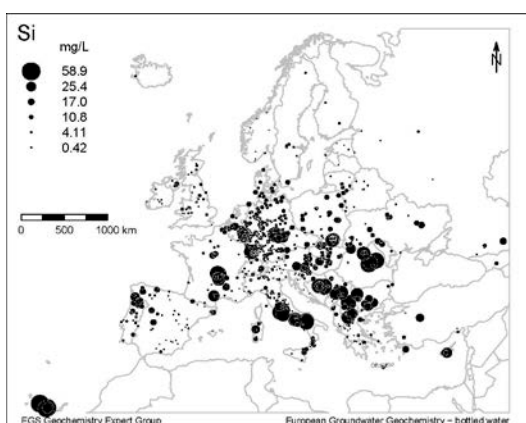 Si
mg/L
58.9
25.4
17.0
10.8
4.11
0.42
N
0 500 1000 km
EGS Geochemistry Expert Group
European Groundwater Geochemistry – bottled water